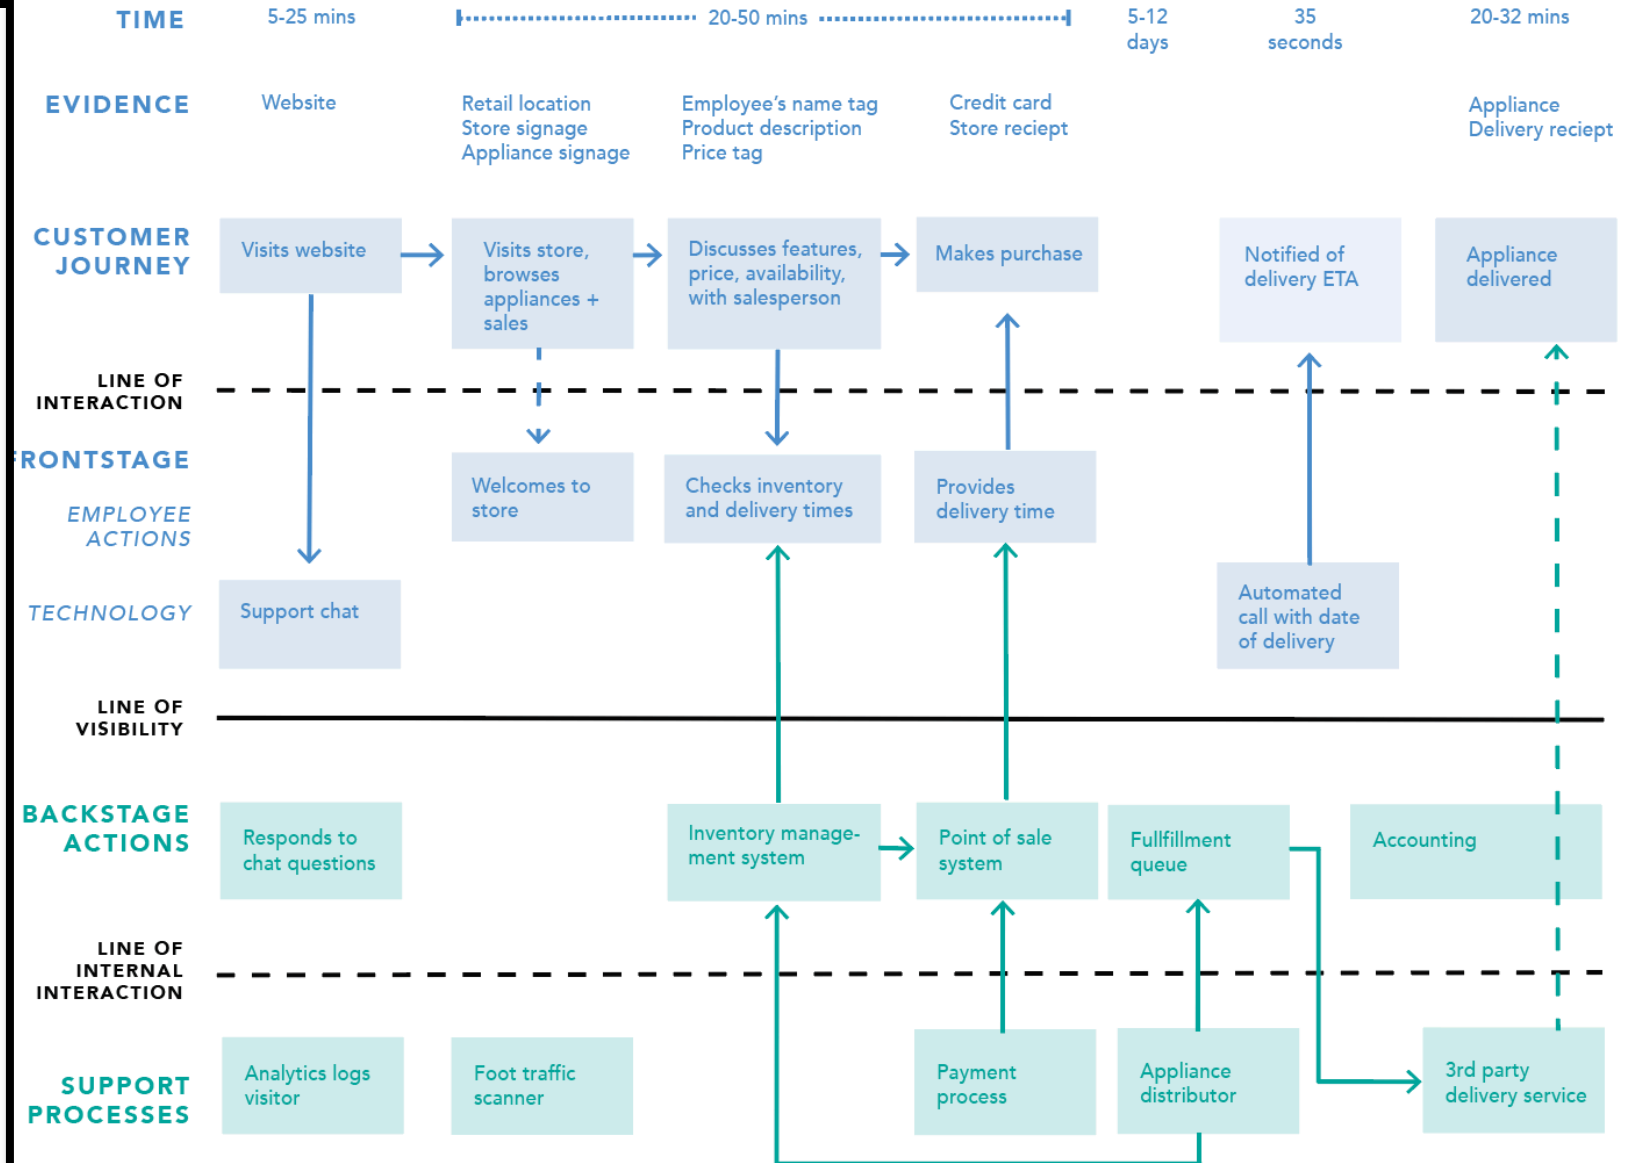 TIME
5-25 mins
20-50 mins
5-12
days
35
seconds
20-32 mins
EVIDENCE
Website
Retail location
Store signage
Appliance signage
Employee's name tag
Product description
Price tag
Credit card
Store reciept
Appliance
Delivery reciept
CUSTOMER
JOURNEY
Visits website
Visits store,
browses
appliances +
sales
Discusses features,
price, availability,
with salesperson
Makes purchase
Notified of
delivery ETA
Appliance
delivered
LINE OF
INTERACTION
FRONTSTAGE
EMPLOYEE
ACTIONS
Welcomes to
store
Checks inventory
and delivery times
Provides
delivery time
TECHNOLOGY
Support chat
Automated
call with date
of delivery
LINE OF
VISIBILITY
BACKSTAGE
ACTIONS
Responds to
chat questions
Inventory manage-
ment system
Point of sale
system
Fullfillment
queue
Accounting
LINE OF
INTERNAL
INTERACTION
SUPPORT
PROCESSES
Analytics logs
visitor
Foot traffic
scanner
Payment
process
Appliance
distributor
3rd party
delivery service